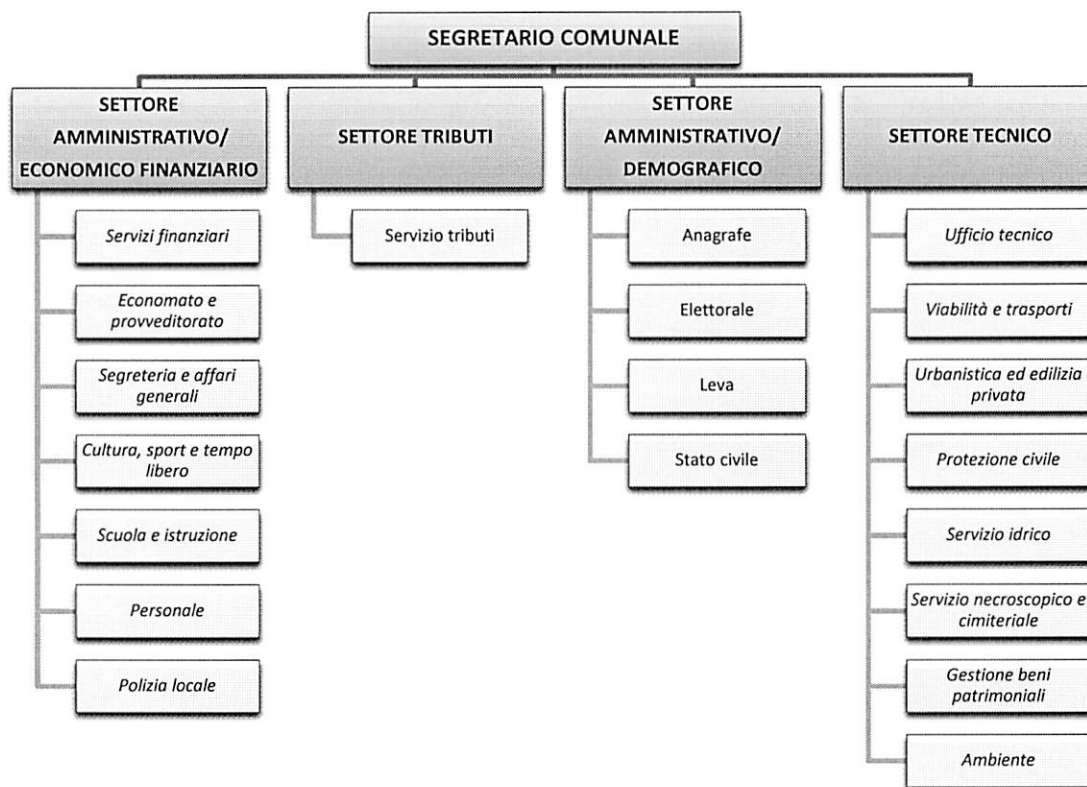 SEGRETARIO COMUNALE
SETTORE
AMMINISTRATIVO/
ECONOMICO FINANZIARIO
Servizi finanziari
Economato e
provveditorato
Segreteria e affari
generali
Cultura, sport e tempo
libero
Scuola e istruzione
Personale
Polizia locale
SETTORE TRIBUTI
Servizio tributi
SETTORE
AMMINISTRATIVO/
DEMOGRAFICO
Anagrafe
Elettorale
Leva
Stato civile
SETTORE TECNICO
Ufficio tecnico
Viabilità e trasporti
Urbanistica ed edilizia
privata
Protezione civile
Servizio idrico
Servizio necroscopico e
cimiteriale
Gestione beni
patrimoniali
Ambiente